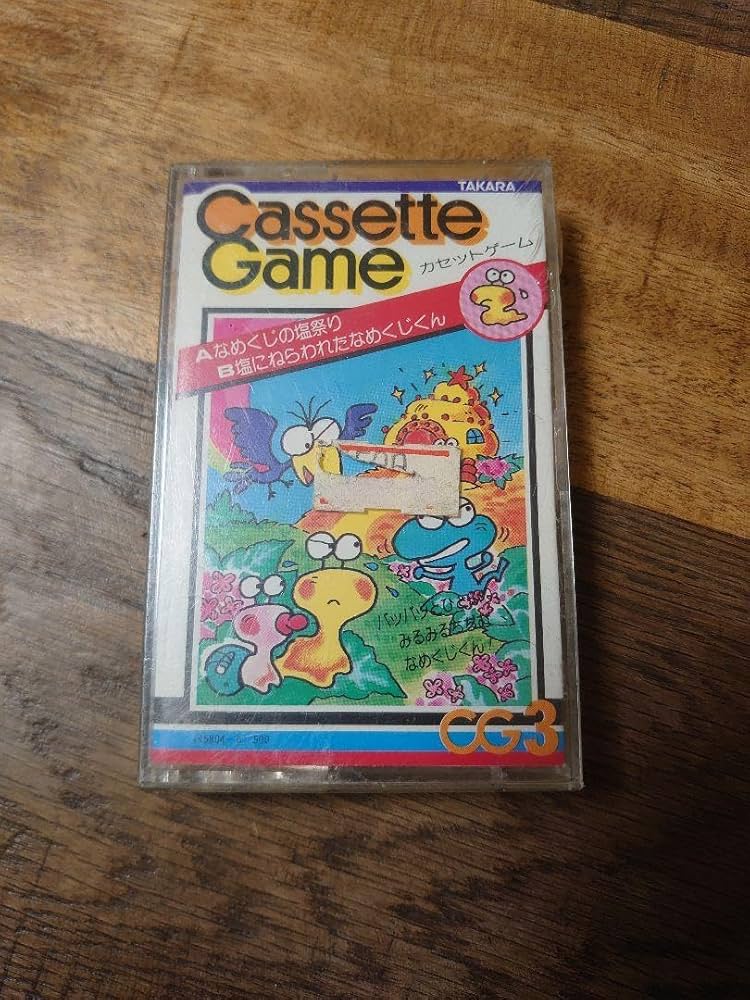 TAKARA
Cassette
Game
カセットゲーム
Aなめくじの塩祭り
B塩にねらわれたなめくじくん
みるみる
なめくじくん!
CG3
500